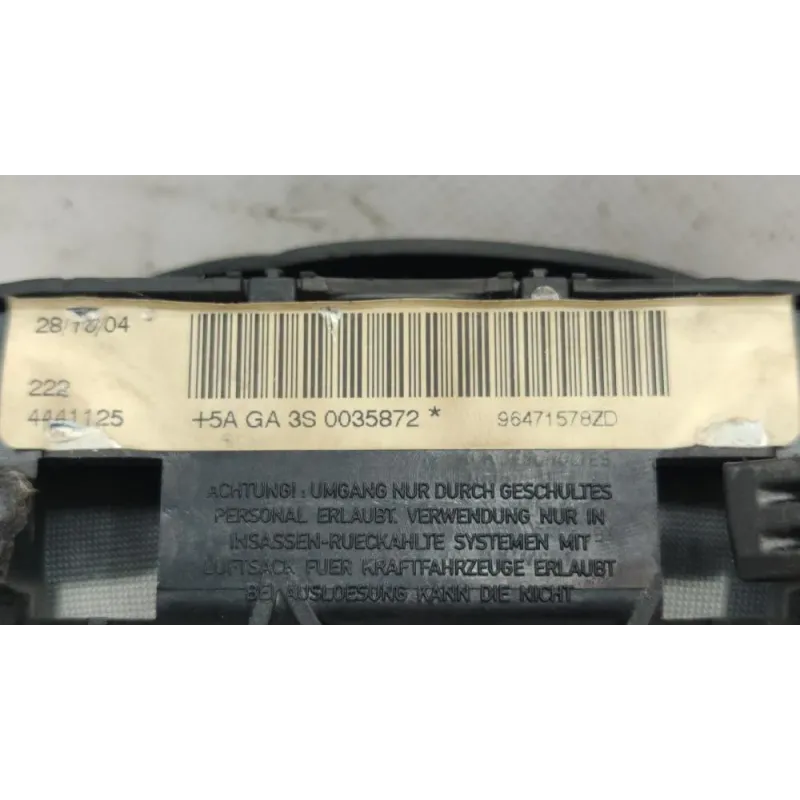 28/10/04
222
4441125 +5A GA 3S 0035872 * 96471578ZD
ACHTUNG! : UMGANG NUR DURCH GESCHULTES
PERSONAL ERLAUBT. VERWENDUNG NUR IN
INSASSEN-RUECKAHLTE SYSTEMEN MIT
LUFTSACK FUER KRAFTFAHRZEUGE ERLAUBT
BEI AUSLOESUNG KANN DIE NICHT